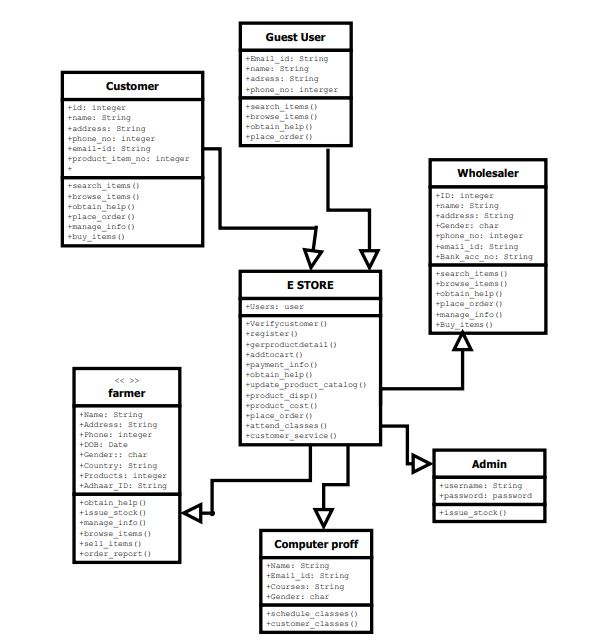 Guest User
+Email_id: String
+name: String
+adress: String
+phone_no: interger
+search_items()
+browse_items()
+obtain_help()
+place_order()
Customer
+id: integer
+name: String
+address: String
+phone_no: integer
+email-id: String
+product_item_no: integer
+
+search_items()
+browse_items()
+obtain_help()
+place_order()
+manage_info()
+buy_items()
Wholesaler
+ID: integer
+name: String
+address: String
+Gender: char
+phone_no: integer
+email_id: String
+Bank_acc_no: String
+search_items()
+browse_items()
+obtain_help()
+place_order()
+manage_info()
+Buy_items()
E STORE
+Users: user
+Verifycustomer()
+register()
+gerproductdetail()
+addtocart()
+payment_info()
+obtain_help()
+update_product_catalog()
+product_disp()
+product_cost()
+place_order()
+attend_classes()
+customer_service()
<< >>
farmer
+Name: String
+Address: String
+Phone: integer
+DOB: Date
+Gender:: char
+Country: String
+Products: integer
+Adhaar_ID: String
+obtain_help()
+issue_stock()
+manage_info()
+browse_items()
+sell_items()
+order_report()
Admin
+username: String
+password: password
+issue_stock()
Computer proff
+Name: String
+Email_id: String
+Courses: String
+Gender: char
+schedule_classes()
+customer_classes()